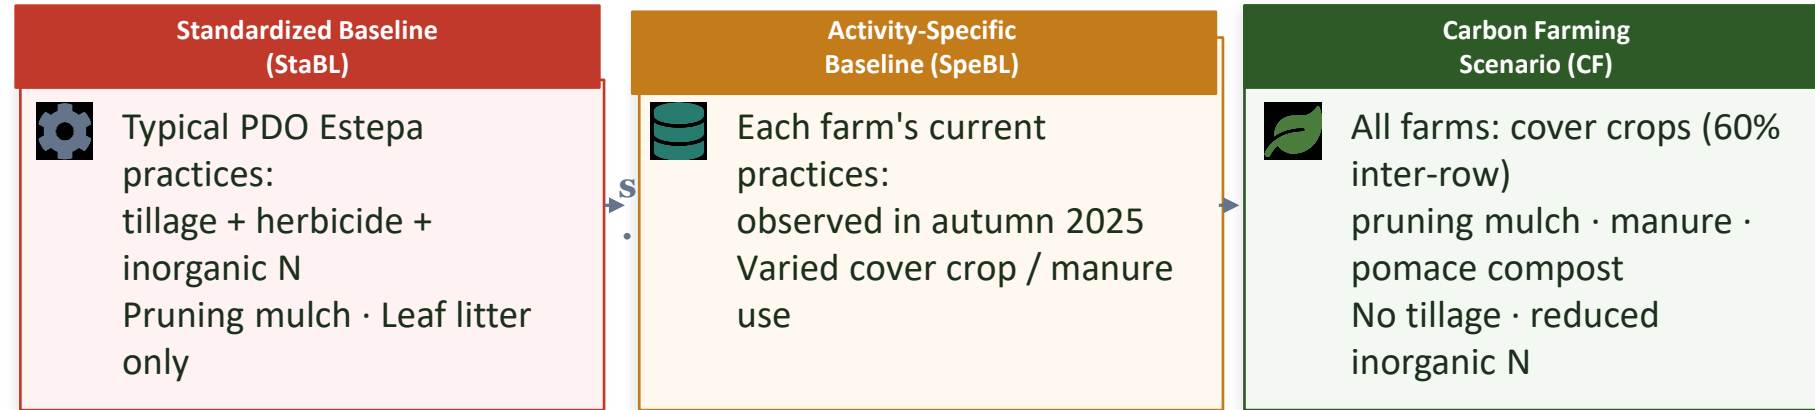 Standardized Baseline
(StaBL)
Typical PDO Estepa
practices:
tillage + herbicide +
inorganic N
Pruning mulch · Leaf litter
only
s
.
Activity-Specific
Baseline (SpeBL)
Each farm's current
practices:
observed in autumn 2025
Varied cover crop / manure
use
Carbon Farming
Scenario (CF)
All farms: cover crops (60%
inter-row)
pruning mulch · manure ·
pomace compost
No tillage · reduced
inorganic N